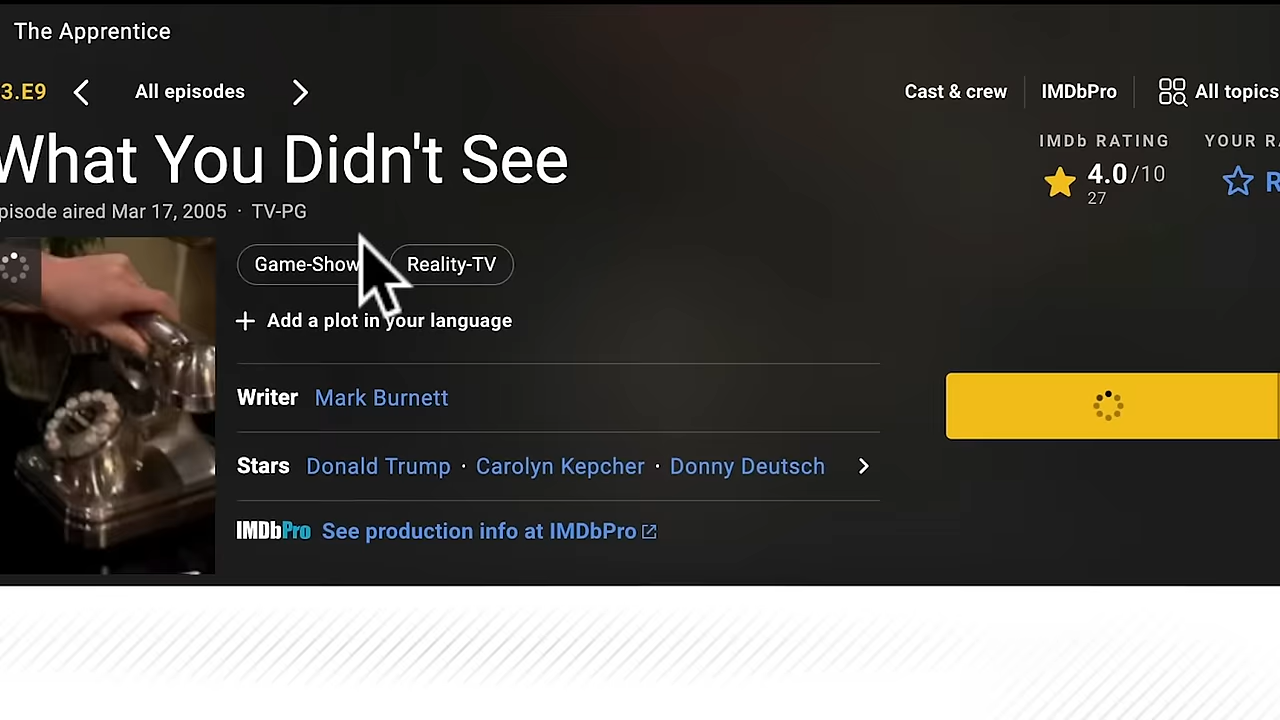 The Apprentice
3.E9
All episodes
Cast & crew
IMDbPro
All topics
What You Didn't See
IMDb RATING
YOUR RA
4.0/10
27
R
pisode aired Mar 17, 2005 · TV-PG
Game-Show
Reality-TV
+ Add a plot in your language
Writer Mark Burnett
Stars Donald Trump · Carolyn Kepcher · Donny Deutsch
IMDbPro See production info at IMDbPro